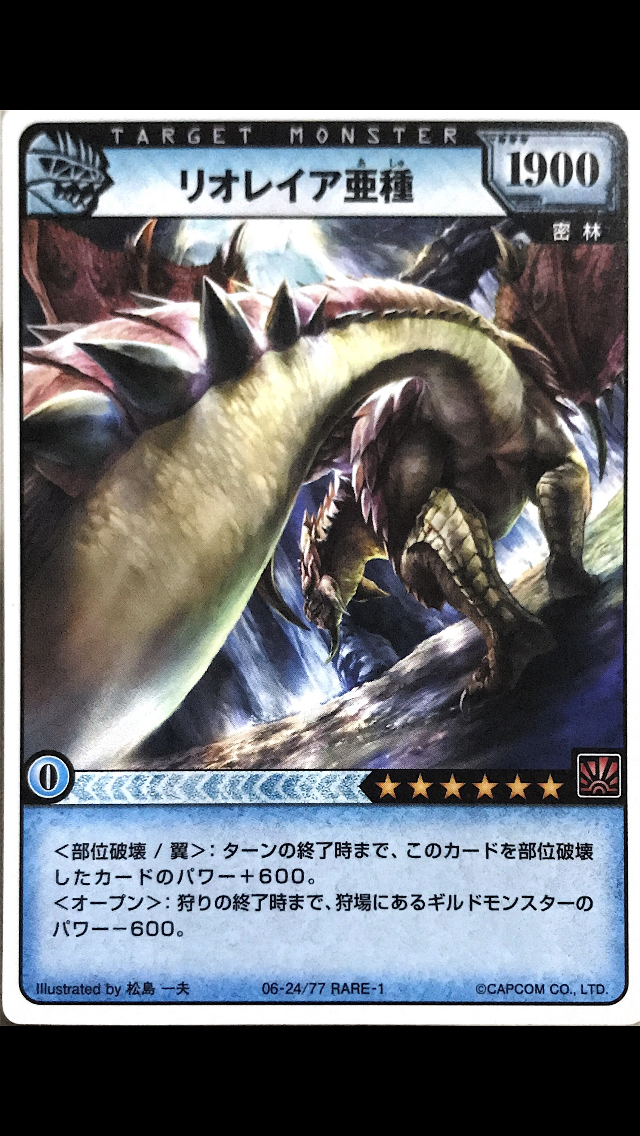 TARGET MONSTER
リオレイア亜種
あ しゅ
1900
密林
0
★★★★★★
<部位破壊 / 翼>：ターンの終了時まで、このカードを部位破壊
したカードのパワー＋600。
<オープン>：狩りの終了時まで、狩場にあるギルドモンスターの
パワー－600。
Illustrated by 松島 一夫 06-24/77 RARE-1 ©CAPCOM CO., LTD.